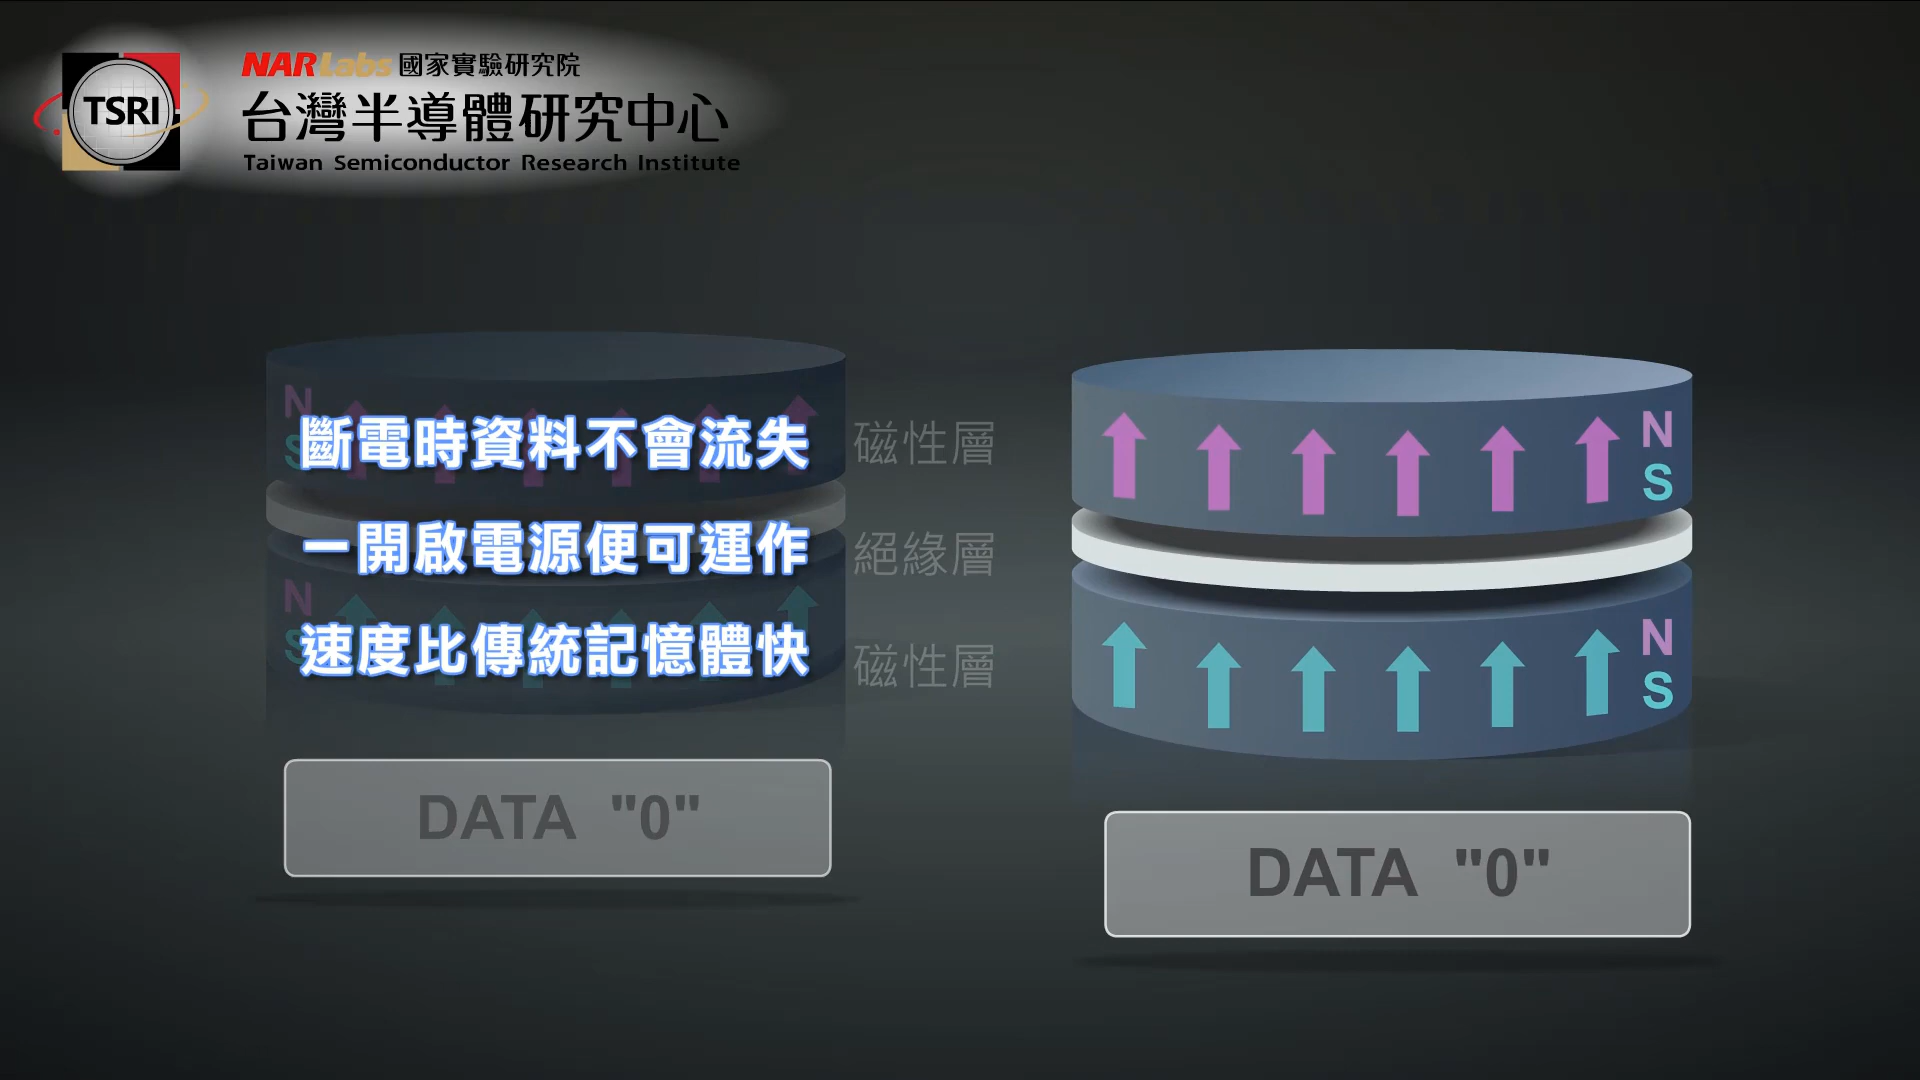 TSRI
NARLabs 國家實驗研究院
台灣半導體研究中心
Taiwan Semiconductor Research Institute
N
S
斷電時資料不會流失
磁性層
一開啟電源便可運作
絕緣層
N
S
速度比傳統記憶體快
磁性層
DATA "0"
N
S
N
S
DATA "0"